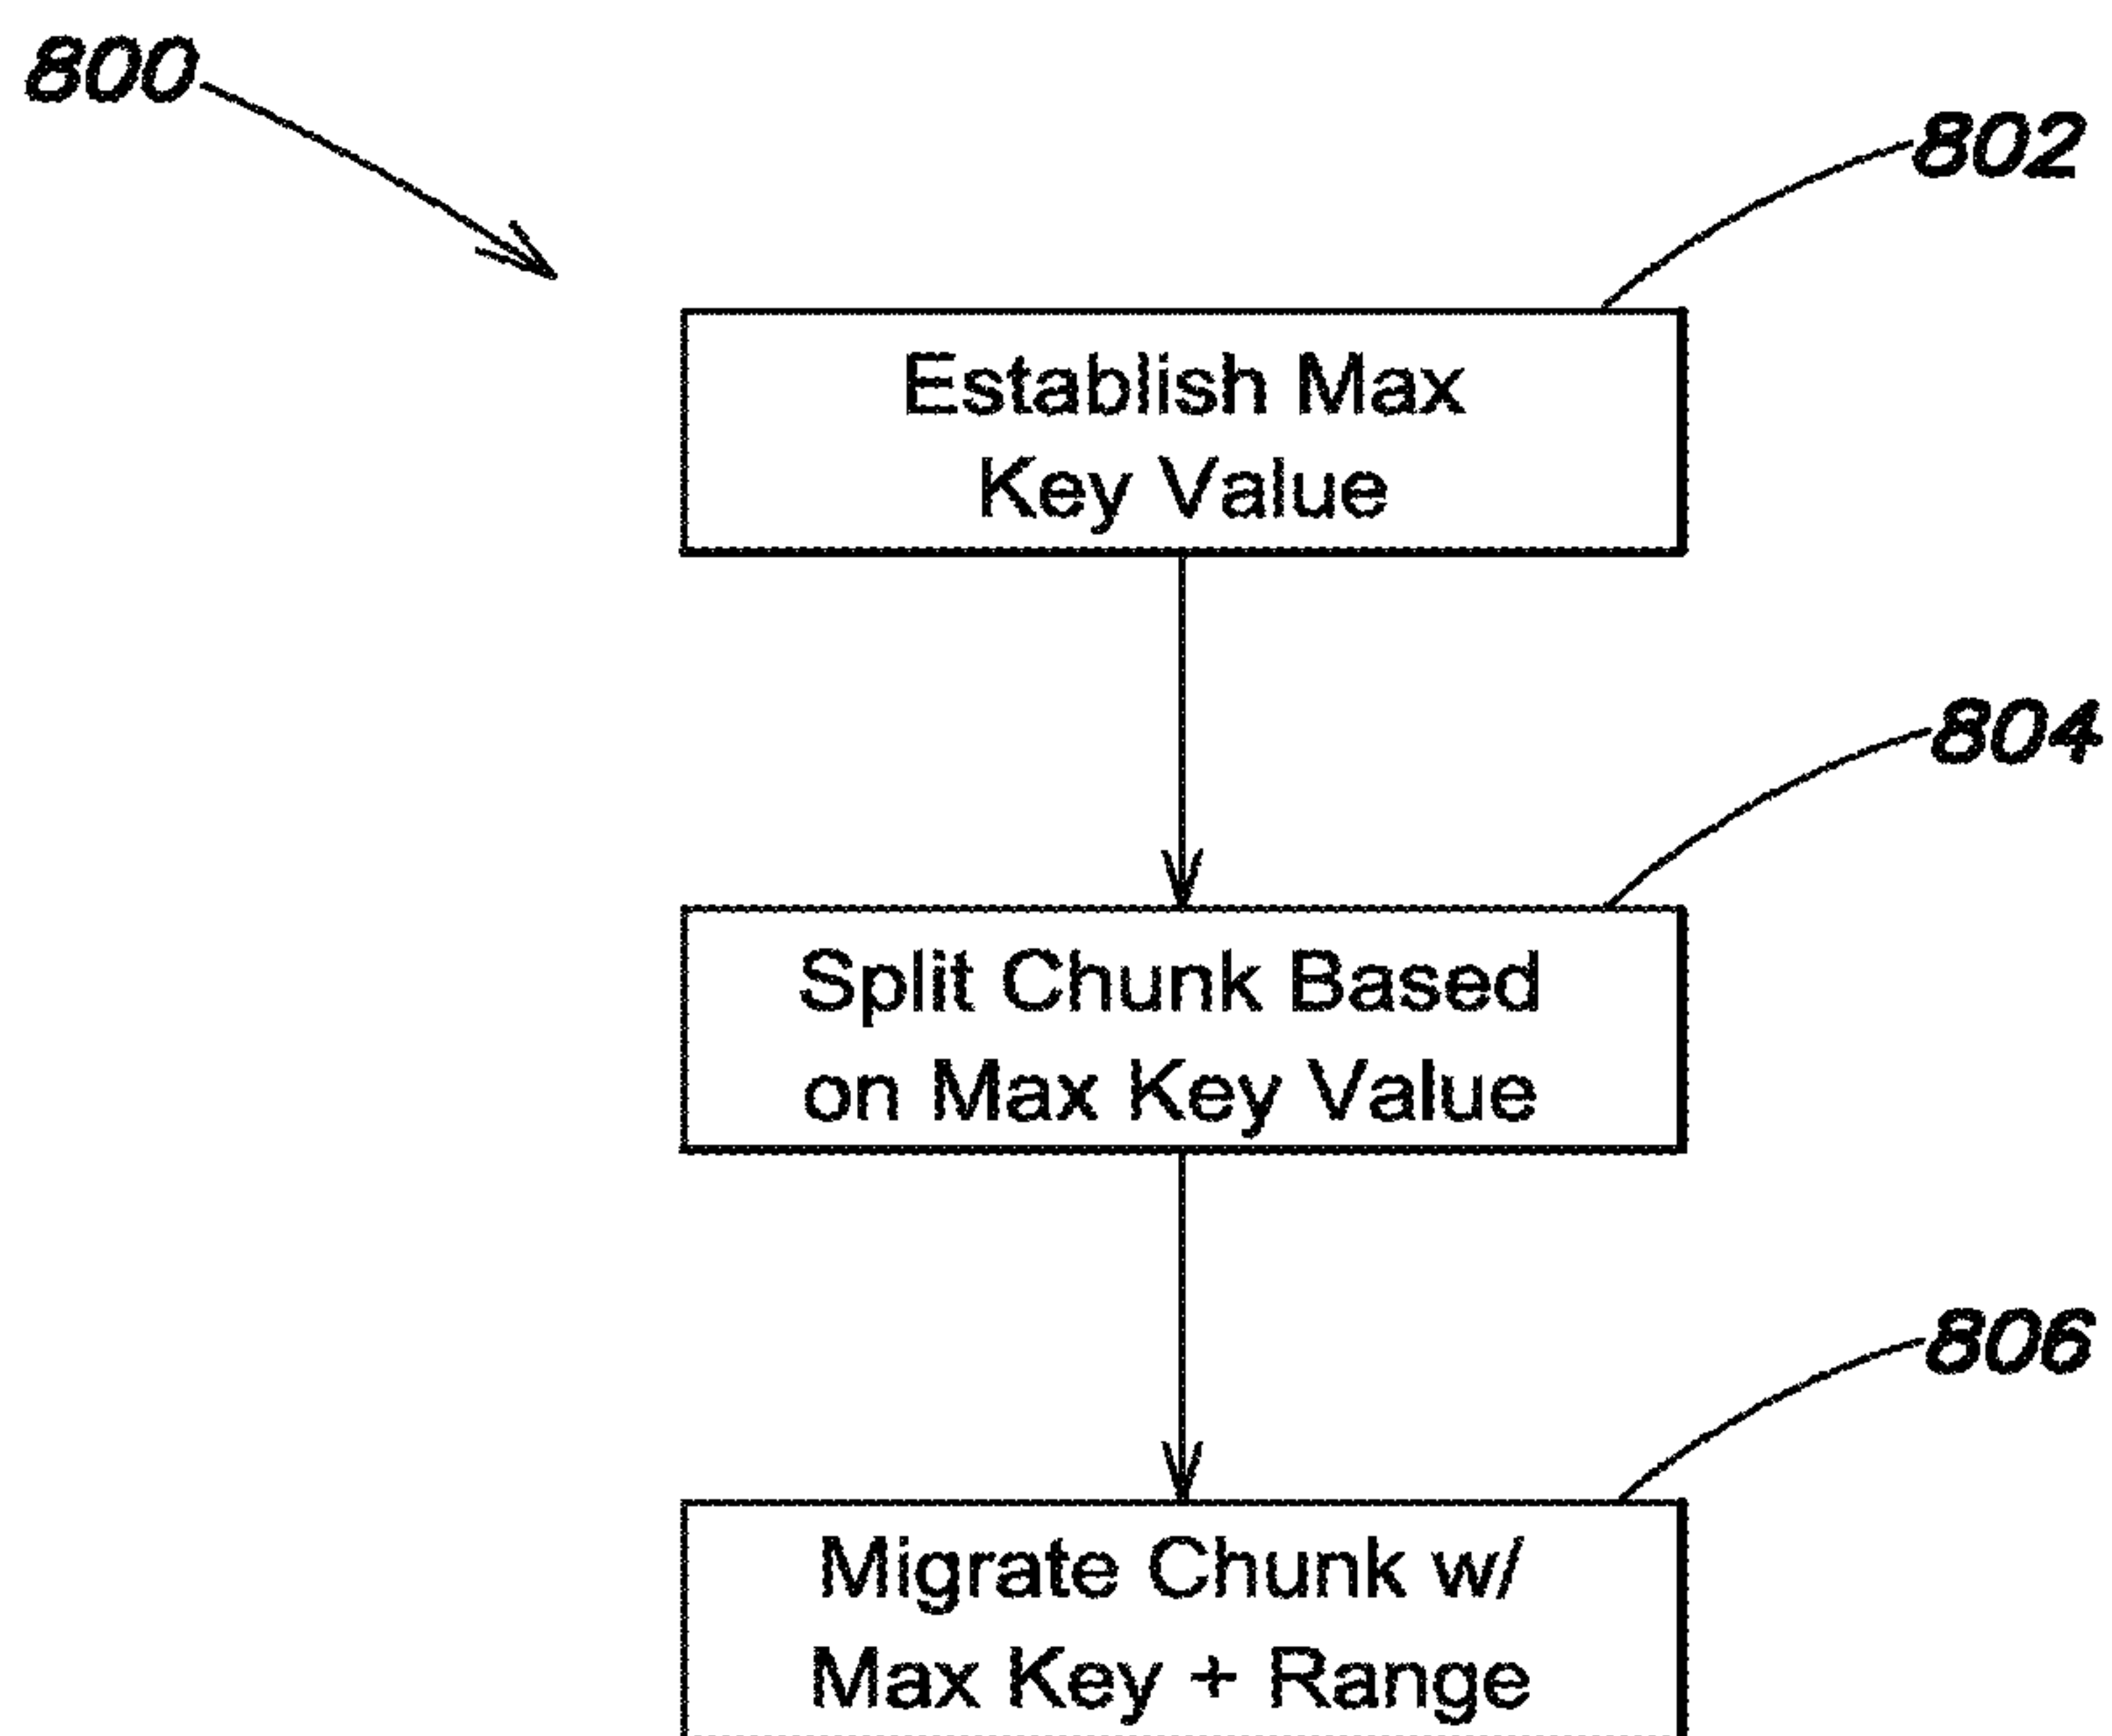 800
802
Establish Max
Key Value
804
Split Chunk Based
on Max Key Value
806
Migrate Chunk w/
Max Key + Range